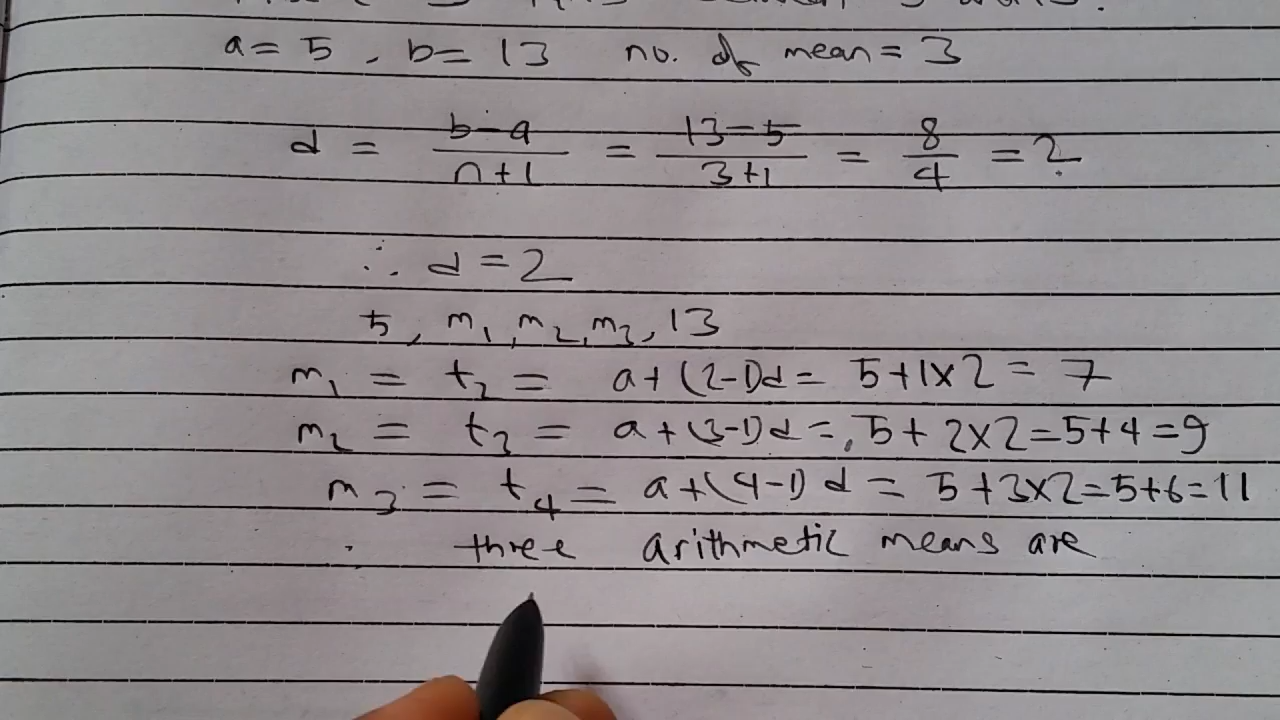 a = 5 , b = 13 no. of mean = 3
d = b-a / n+1 = 13-5 / 3+1 = 8/4 = 2
∴ d = 2
5, m₁, m₂, m₃, 13
m₁ = t₂ = a+(2-1)d = 5+1×2 = 7
m₂ = t₃ = a+(3-1)d = 5+2×2=5+4=9
m₃ = t₄ = a+(4-1)d = 5+3×2=5+6=11
three arithmetic means are